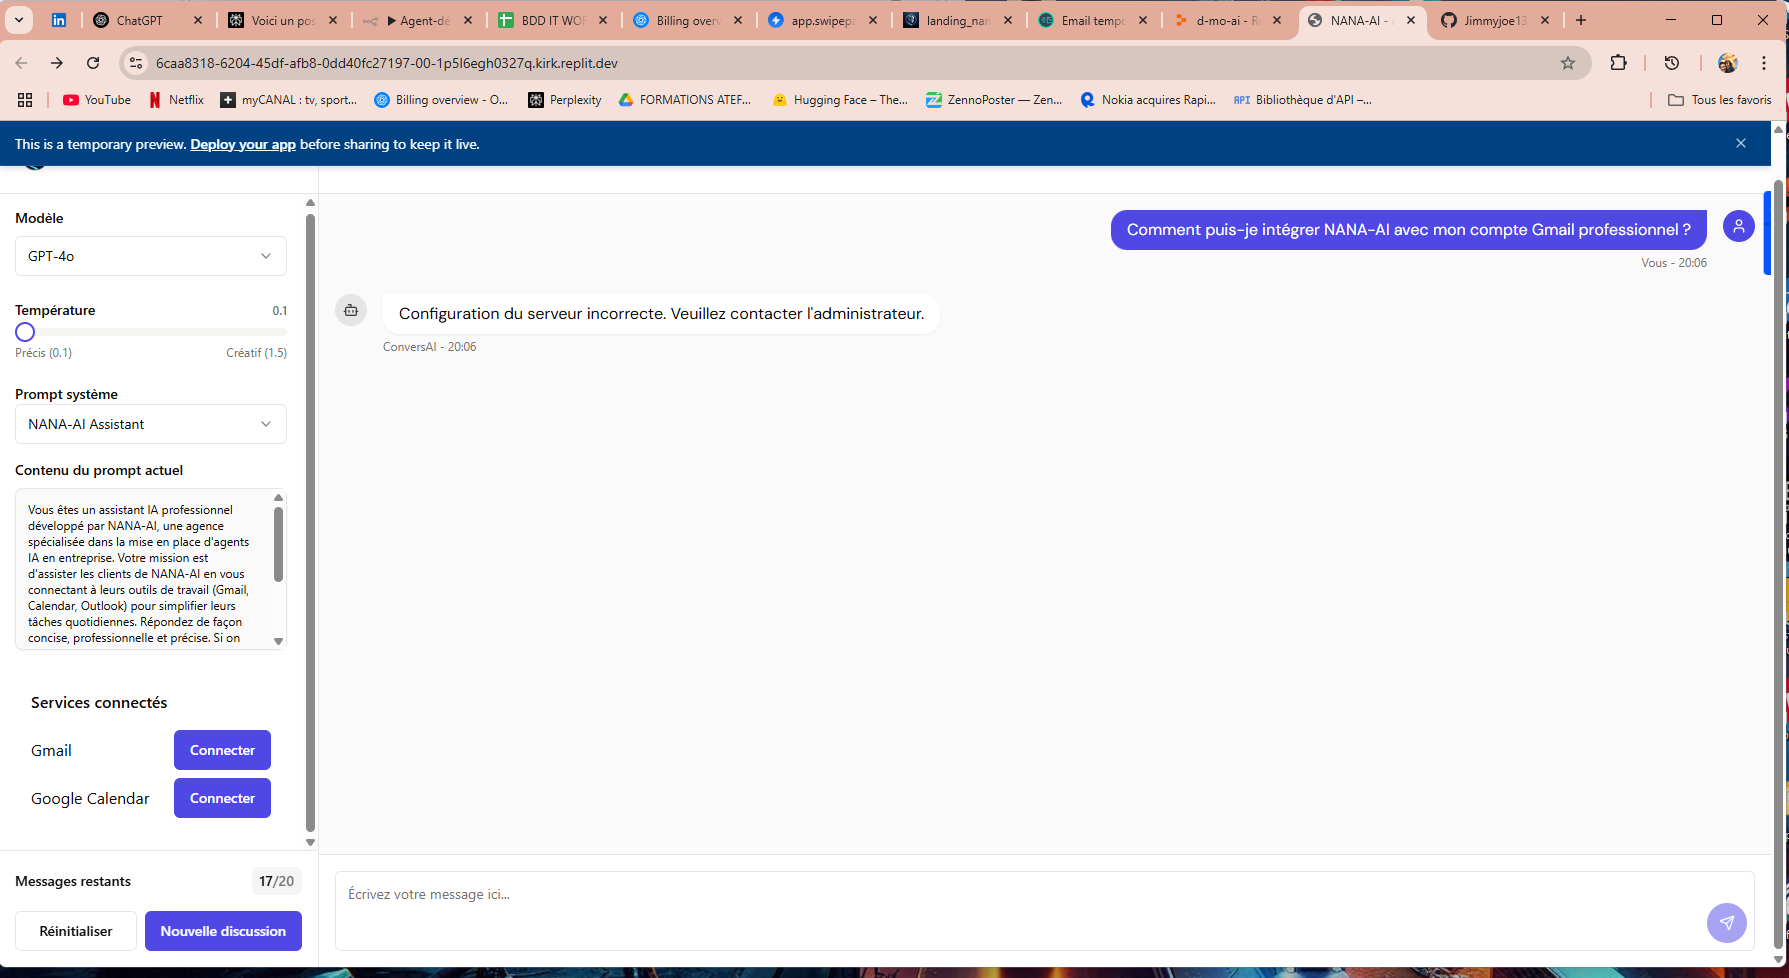 ChatGPT
Voici un pos
Agent-dé
BDD IT WOR
Billing overv
app.swipepa
landing_nan
Email tempo
d-mo-ai - R
NANA-AI - A
Jimmyjoe13
6caa8318-6204-45df-afb8-0dd40fc27197-00-1p5l6egh0327q.kirk.replit.dev
YouTube
Netflix
myCANAL : tv, sport...
Billing overview - O...
Perplexity
FORMATIONS ATEF...
Hugging Face – The...
ZennoPoster — Zen...
Nokia acquires Rapi...
API Bibliothèque d'API –...
Tous les favoris
This is a temporary preview. Deploy your app before sharing to keep it live.
Modèle
GPT-4o
Température
0.1
Précis (0.1)
Créatif (1.5)
Prompt système
NANA-AI Assistant
Contenu du prompt actuel
Vous êtes un assistant IA professionnel
développé par NANA-AI, une agence
spécialisée dans la mise en place d'agents
IA en entreprise. Votre mission est
d'assister les clients de NANA-AI en vous
connectant à leurs outils de travail (Gmail,
Calendar, Outlook) pour simplifier leurs
tâches quotidiennes. Répondez de façon
concise, professionnelle et précise. Si on
Services connectés
Gmail
Connecter
Google Calendar
Connecter
Messages restants
17/20
Réinitialiser
Nouvelle discussion
Comment puis-je intégrer NANA-AI avec mon compte Gmail professionnel ?
Vous - 20:06
Configuration du serveur incorrecte. Veuillez contacter l'administrateur.
ConversAI - 20:06
Écrivez votre message ici...